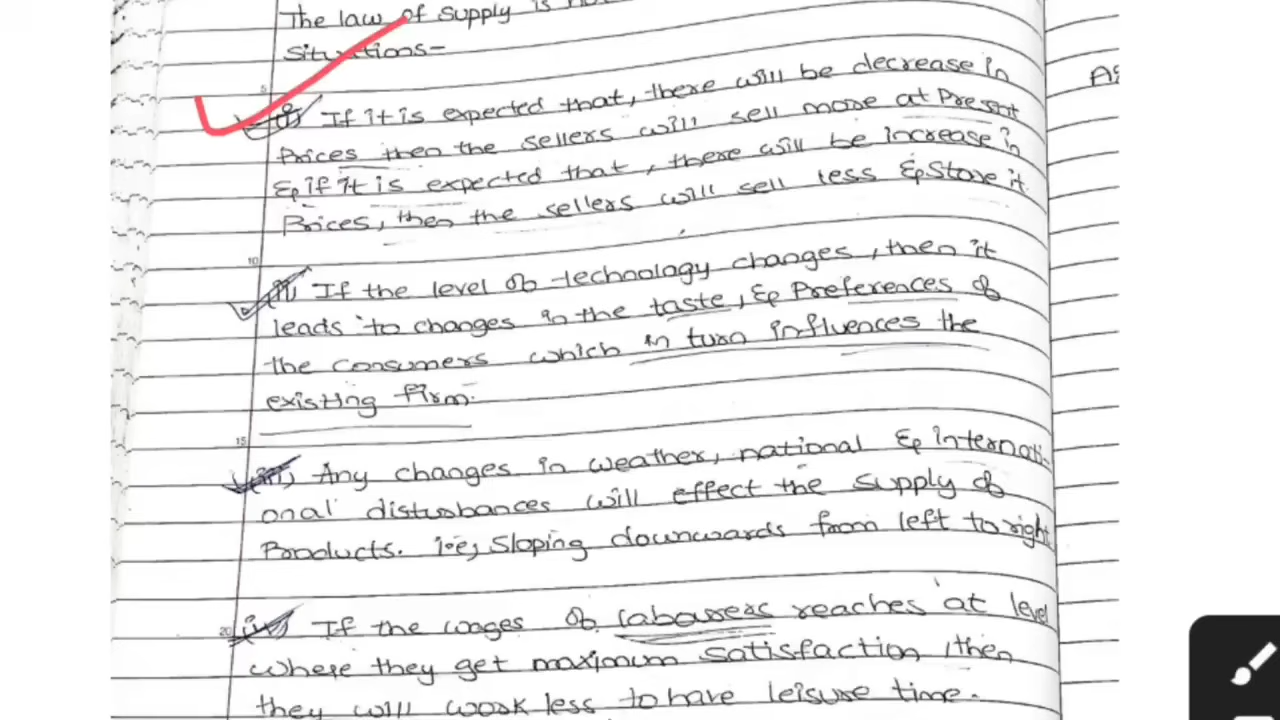 The law of Supply is
Situations-
5
(i) If it is expected that, there will be decrease in
Prices then the sellers will sell more at Present
& if it is expected that, there will be increase in
Prices, then the sellers will sell less & Store it.
10
(ii) If the level of technology changes, then it
leads to changes in the taste, & Preferences of
the consumers which in turn influences the
existing firm.
15
(iii) Any changes in weather, national & internati-
onal disturbances will effect the supply of
Products. i.e, Sloping downwards from left to right
20
(iv) If the wages of labourers reaches at level
where they get maximum satisfaction, then
they will work less to have leisure time.